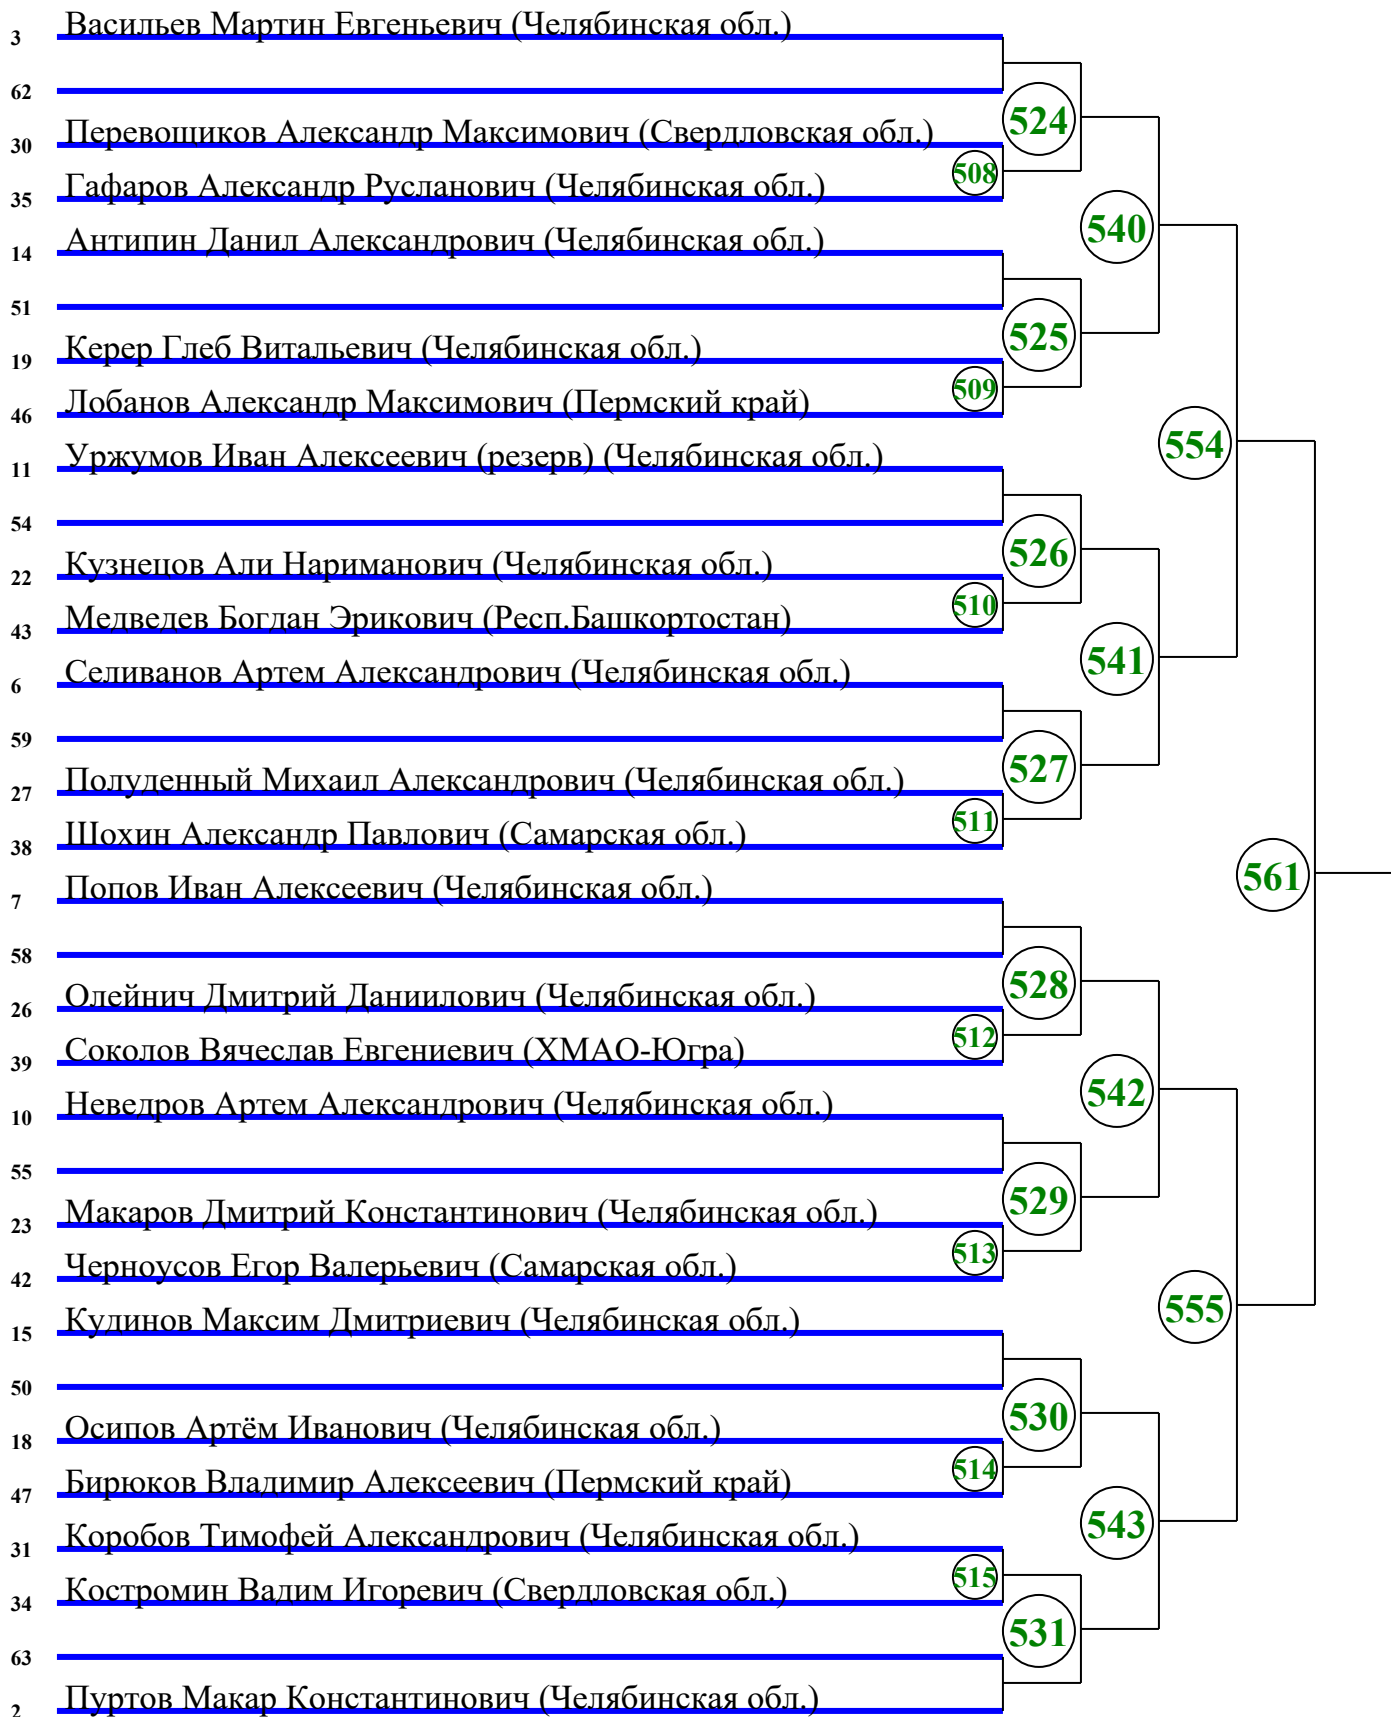 3 Васильев Мартин Евгеньевич (Челябинская обл.)
62
524
30 Перевощиков Александр Максимович (Свердловская обл.)
508
35 Гафаров Александр Русланович (Челябинская обл.)
540
14 Антипин Данил Александрович (Челябинская обл.)
51
525
19 Керер Глеб Витальевич (Челябинская обл.)
509
46 Лобанов Александр Максимович (Пермский край)
554
11 Уржумов Иван Алексеевич (резерв) (Челябинская обл.)
54
526
22 Кузнецов Али Нариманович (Челябинская обл.)
510
43 Медведев Богдан Эрикович (Респ.Башкортостан)
541
6 Селиванов Артем Александрович (Челябинская обл.)
59
527
27 Полуденный Михаил Александрович (Челябинская обл.)
511
38 Шохин Александр Павлович (Самарская обл.)
561
7 Попов Иван Алексеевич (Челябинская обл.)
58
528
26 Олейнич Дмитрий Даниилович (Челябинская обл.)
512
39 Соколов Вячеслав Евгениевич (ХМАО-Югра)
542
10 Неведров Артем Александрович (Челябинская обл.)
55
529
23 Макаров Дмитрий Константинович (Челябинская обл.)
513
42 Черноусов Егор Валерьевич (Самарская обл.)
555
15 Кудинов Максим Дмитриевич (Челябинская обл.)
50
530
18 Осипов Артём Иванович (Челябинская обл.)
514
47 Бирюков Владимир Алексеевич (Пермский край)
543
31 Коробов Тимофей Александрович (Челябинская обл.)
515
34 Костромин Вадим Игоревич (Свердловская обл.)
531
63
2 Пуртов Макар Константинович (Челябинская обл.)